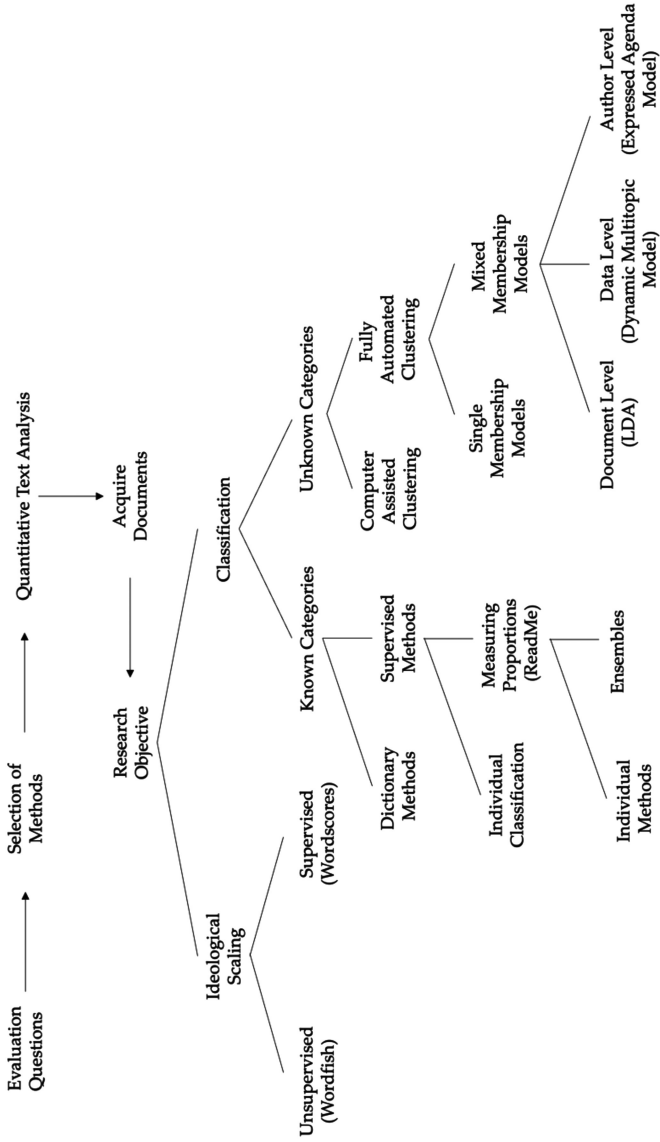 Evaluation
Questions
Selection of
Methods
Quantitative Text Analysis
Acquire
Documents
Research
Objective
Ideological
Scaling
Classification
Unsupervised
(Wordfish)
Supervised
(Wordscores)
Known Categories
Unknown Categories
Dictionary
Methods
Supervised
Methods
Computer
Assisted
Clustering
Fully
Automated
Clustering
Individual
Classification
Measuring
Proportions
(ReadMe)
Single
Membership
Models
Mixed
Membership
Models
Individual
Methods
Ensembles
Document Level
(LDA)
Data Level
(Dynamic Multitopic
Model)
Author Level
(Expressed Agenda
Model)